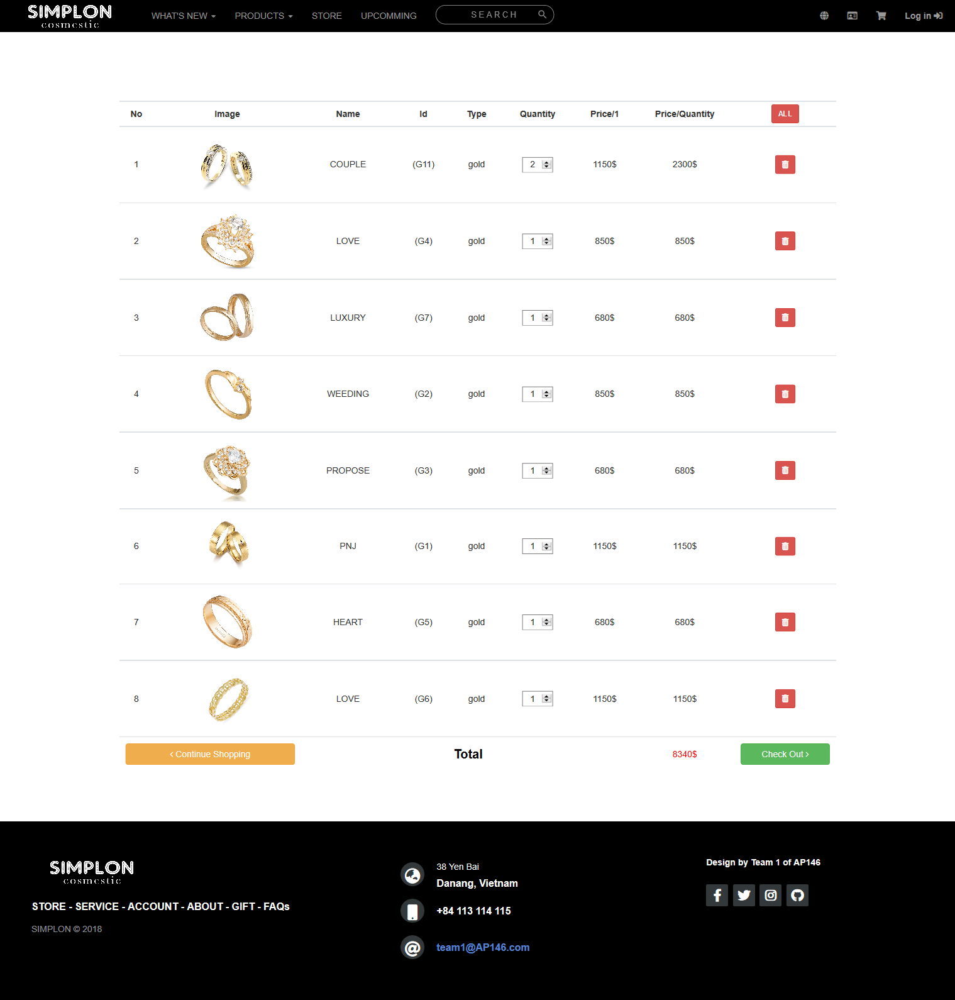 SIMPLON
cosmestic
WHAT'S NEW
PRODUCTS
STORE
UPCOMMING
SEARCH
Log in
No Image Name Id Type Quantity Price/1 Price/Quantity ALL
1 COUPLE (G11) gold 2 1150$ 2300$
2 LOVE (G4) gold 1 850$ 850$
3 LUXURY (G7) gold 1 680$ 680$
4 WEEDING (G2) gold 1 850$ 850$
5 PROPOSE (G3) gold 1 680$ 680$
6 PNJ (G1) gold 1 1150$ 1150$
7 HEART (G5) gold 1 680$ 680$
8 LOVE (G6) gold 1 1150$ 1150$
‹ Continue Shopping Total 8340$ Check Out ›
SIMPLON
cosmestic
STORE - SERVICE - ACCOUNT - ABOUT - GIFT - FAQs
SIMPLON © 2018
38 Yen Bai
Danang, Vietnam
+84 113 114 115
team1@AP146.com
Design by Team 1 of AP146